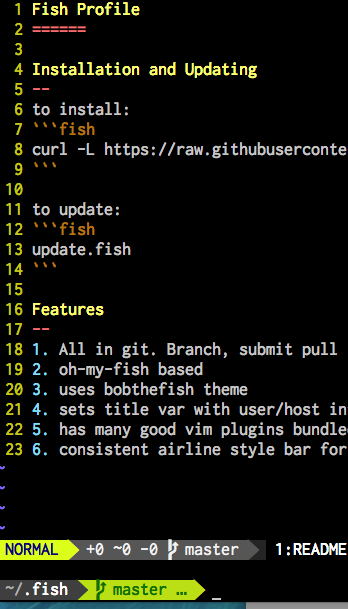 1 Fish Profile
2 ======
3
4 Installation and Updating
5 --
6 to install:
7 ```fish
8 curl -L https://raw.githubuserconte
9 ```
10
11 to update:
12 ```fish
13 update.fish
14 ```
15
16 Features
17 --
18 1. All in git. Branch, submit pull
19 2. oh-my-fish based
20 3. uses bobthefish theme
21 4. sets title var with user/host in
22 5. has many good vim plugins bundle
23 6. consistent airline style bar for
~
~
~
~
NORMAL +0 ~0 -0 master 1:README
~/.fish master …